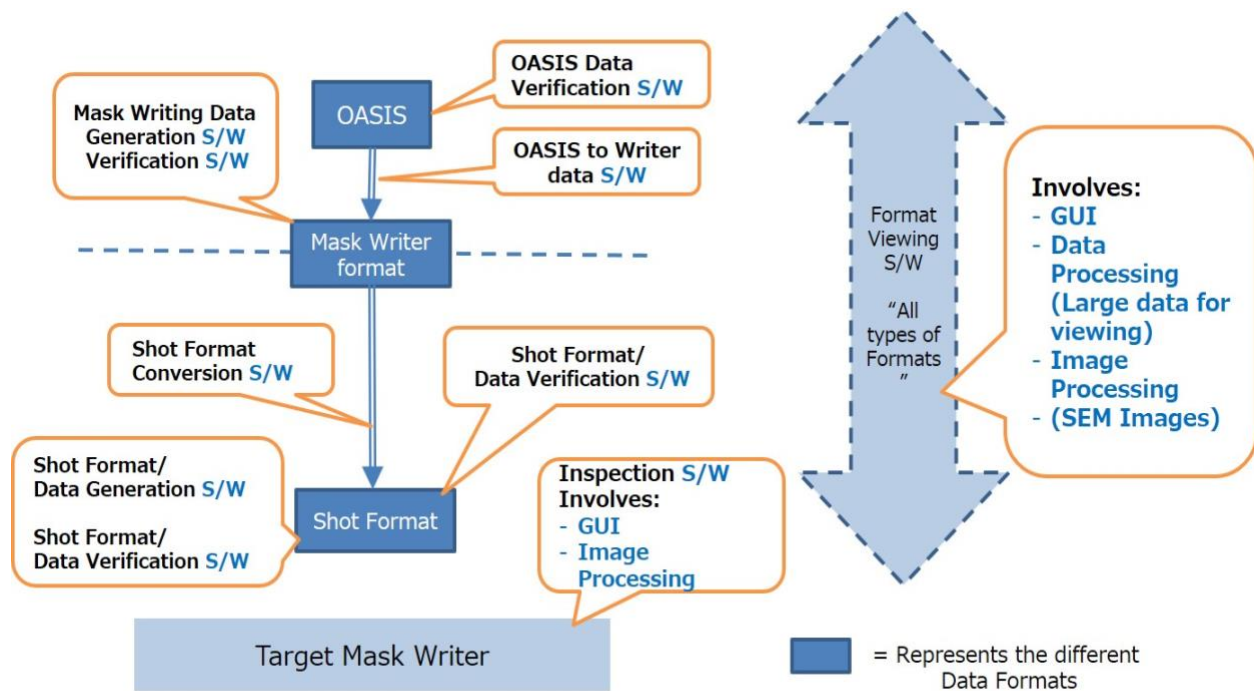 OASIS Data
Verification S/W
Mask Writing Data
Generation S/W
Verification S/W
OASIS
OASIS to Writer
data S/W
Mask Writer
format
Format
Viewing
S/W
“All
types of
Formats
”
Involves:
- GUI
- Data
Processing
(Large data for
viewing)
- Image
Processing
- (SEM Images)
Shot Format
Conversion S/W
Shot Format/
Data Verification S/W
Shot Format/
Data Generation S/W
Shot Format/
Data Verification S/W
Shot Format
Inspection S/W
Involves:
- GUI
- Image
Processing
Target Mask Writer
= Represents the different
Data Formats